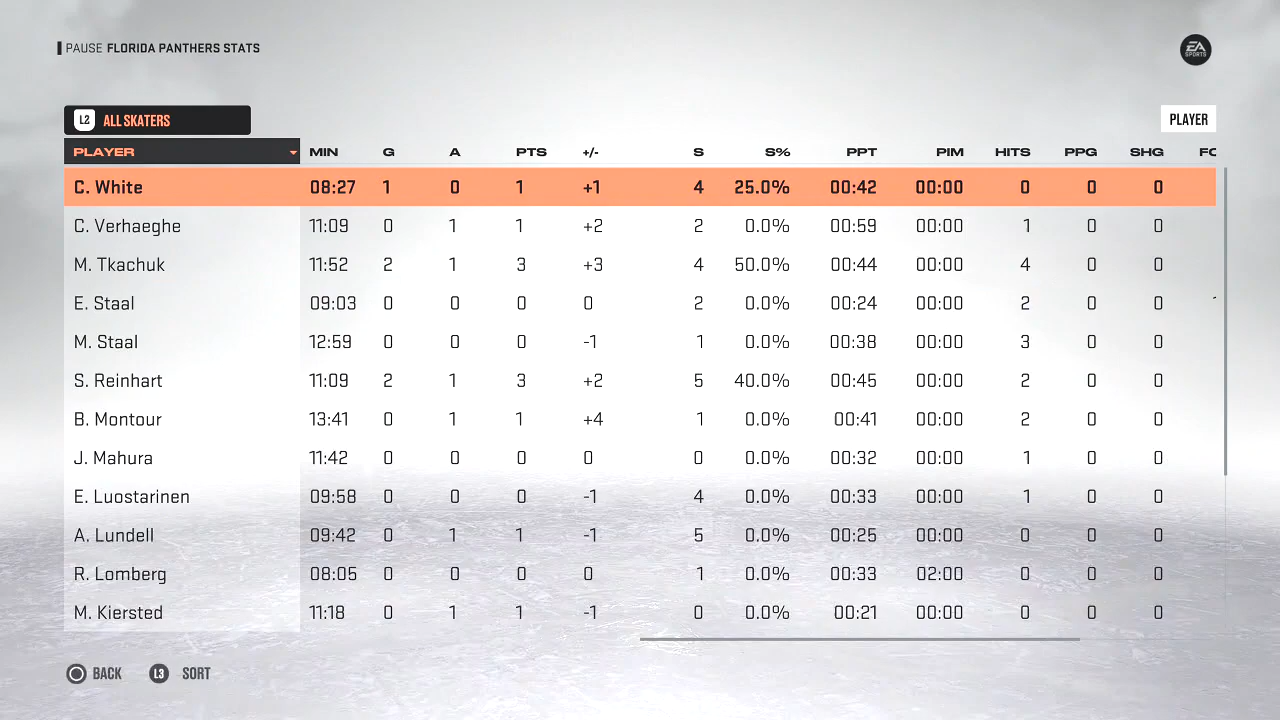 PAUSE FLORIDA PANTHERS STATS
EA SPORTS
L2 ALL SKATERS
PLAYER
PLAYER MIN G A PTS +/- S S% PPT PIM HITS PPG SHG FO
C. White 08:27 1 0 1 +1 4 25.0% 00:42 00:00 0 0 0
C. Verhaeghe 11:09 0 1 1 +2 2 0.0% 00:59 00:00 1 0 0
M. Tkachuk 11:52 2 1 3 +3 4 50.0% 00:44 00:00 4 0 0
E. Staal 09:03 0 0 0 0 2 0.0% 00:24 00:00 2 0 0
M. Staal 12:59 0 0 0 -1 1 0.0% 00:38 00:00 3 0 0
S. Reinhart 11:09 2 1 3 +2 5 40.0% 00:45 00:00 2 0 0
B. Montour 13:41 0 1 1 +4 1 0.0% 00:41 00:00 2 0 0
J. Mahura 11:42 0 0 0 0 0 0.0% 00:32 00:00 1 0 0
E. Luostarinen 09:58 0 0 0 -1 4 0.0% 00:33 00:00 1 0 0
A. Lundell 09:42 0 1 1 -1 5 0.0% 00:25 00:00 0 0 0
R. Lomberg 08:05 0 0 0 0 1 0.0% 00:33 02:00 0 0 0
M. Kiersted 11:18 0 1 1 -1 0 0.0% 00:21 00:00 0 0 0
BACK L3 SORT